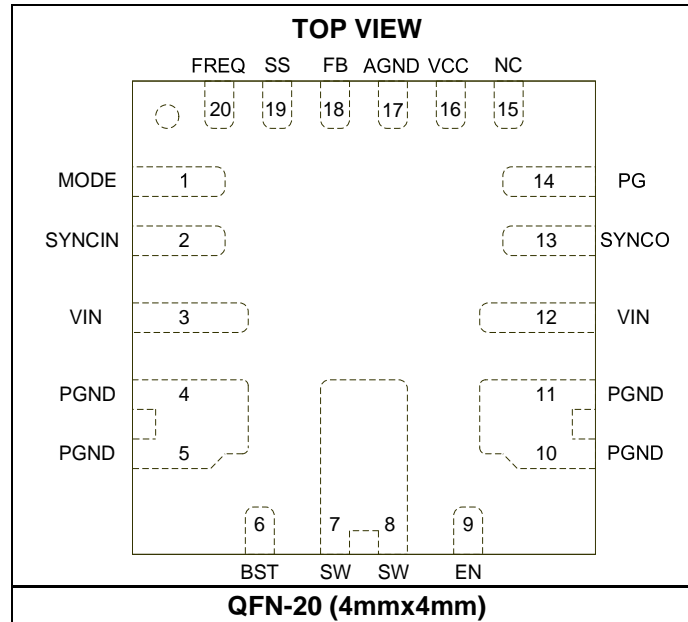 TOP VIEW
FREQ SS FB AGND VCC NC
20 19 18 17 16 15
MODE 1 14 PG
SYNCIN 2 13 SYNCO
VIN 3 12 VIN
PGND 4 11 PGND
PGND 5 10 PGND
6 7 8 9
BST SW SW EN
QFN-20 (4mmx4mm)